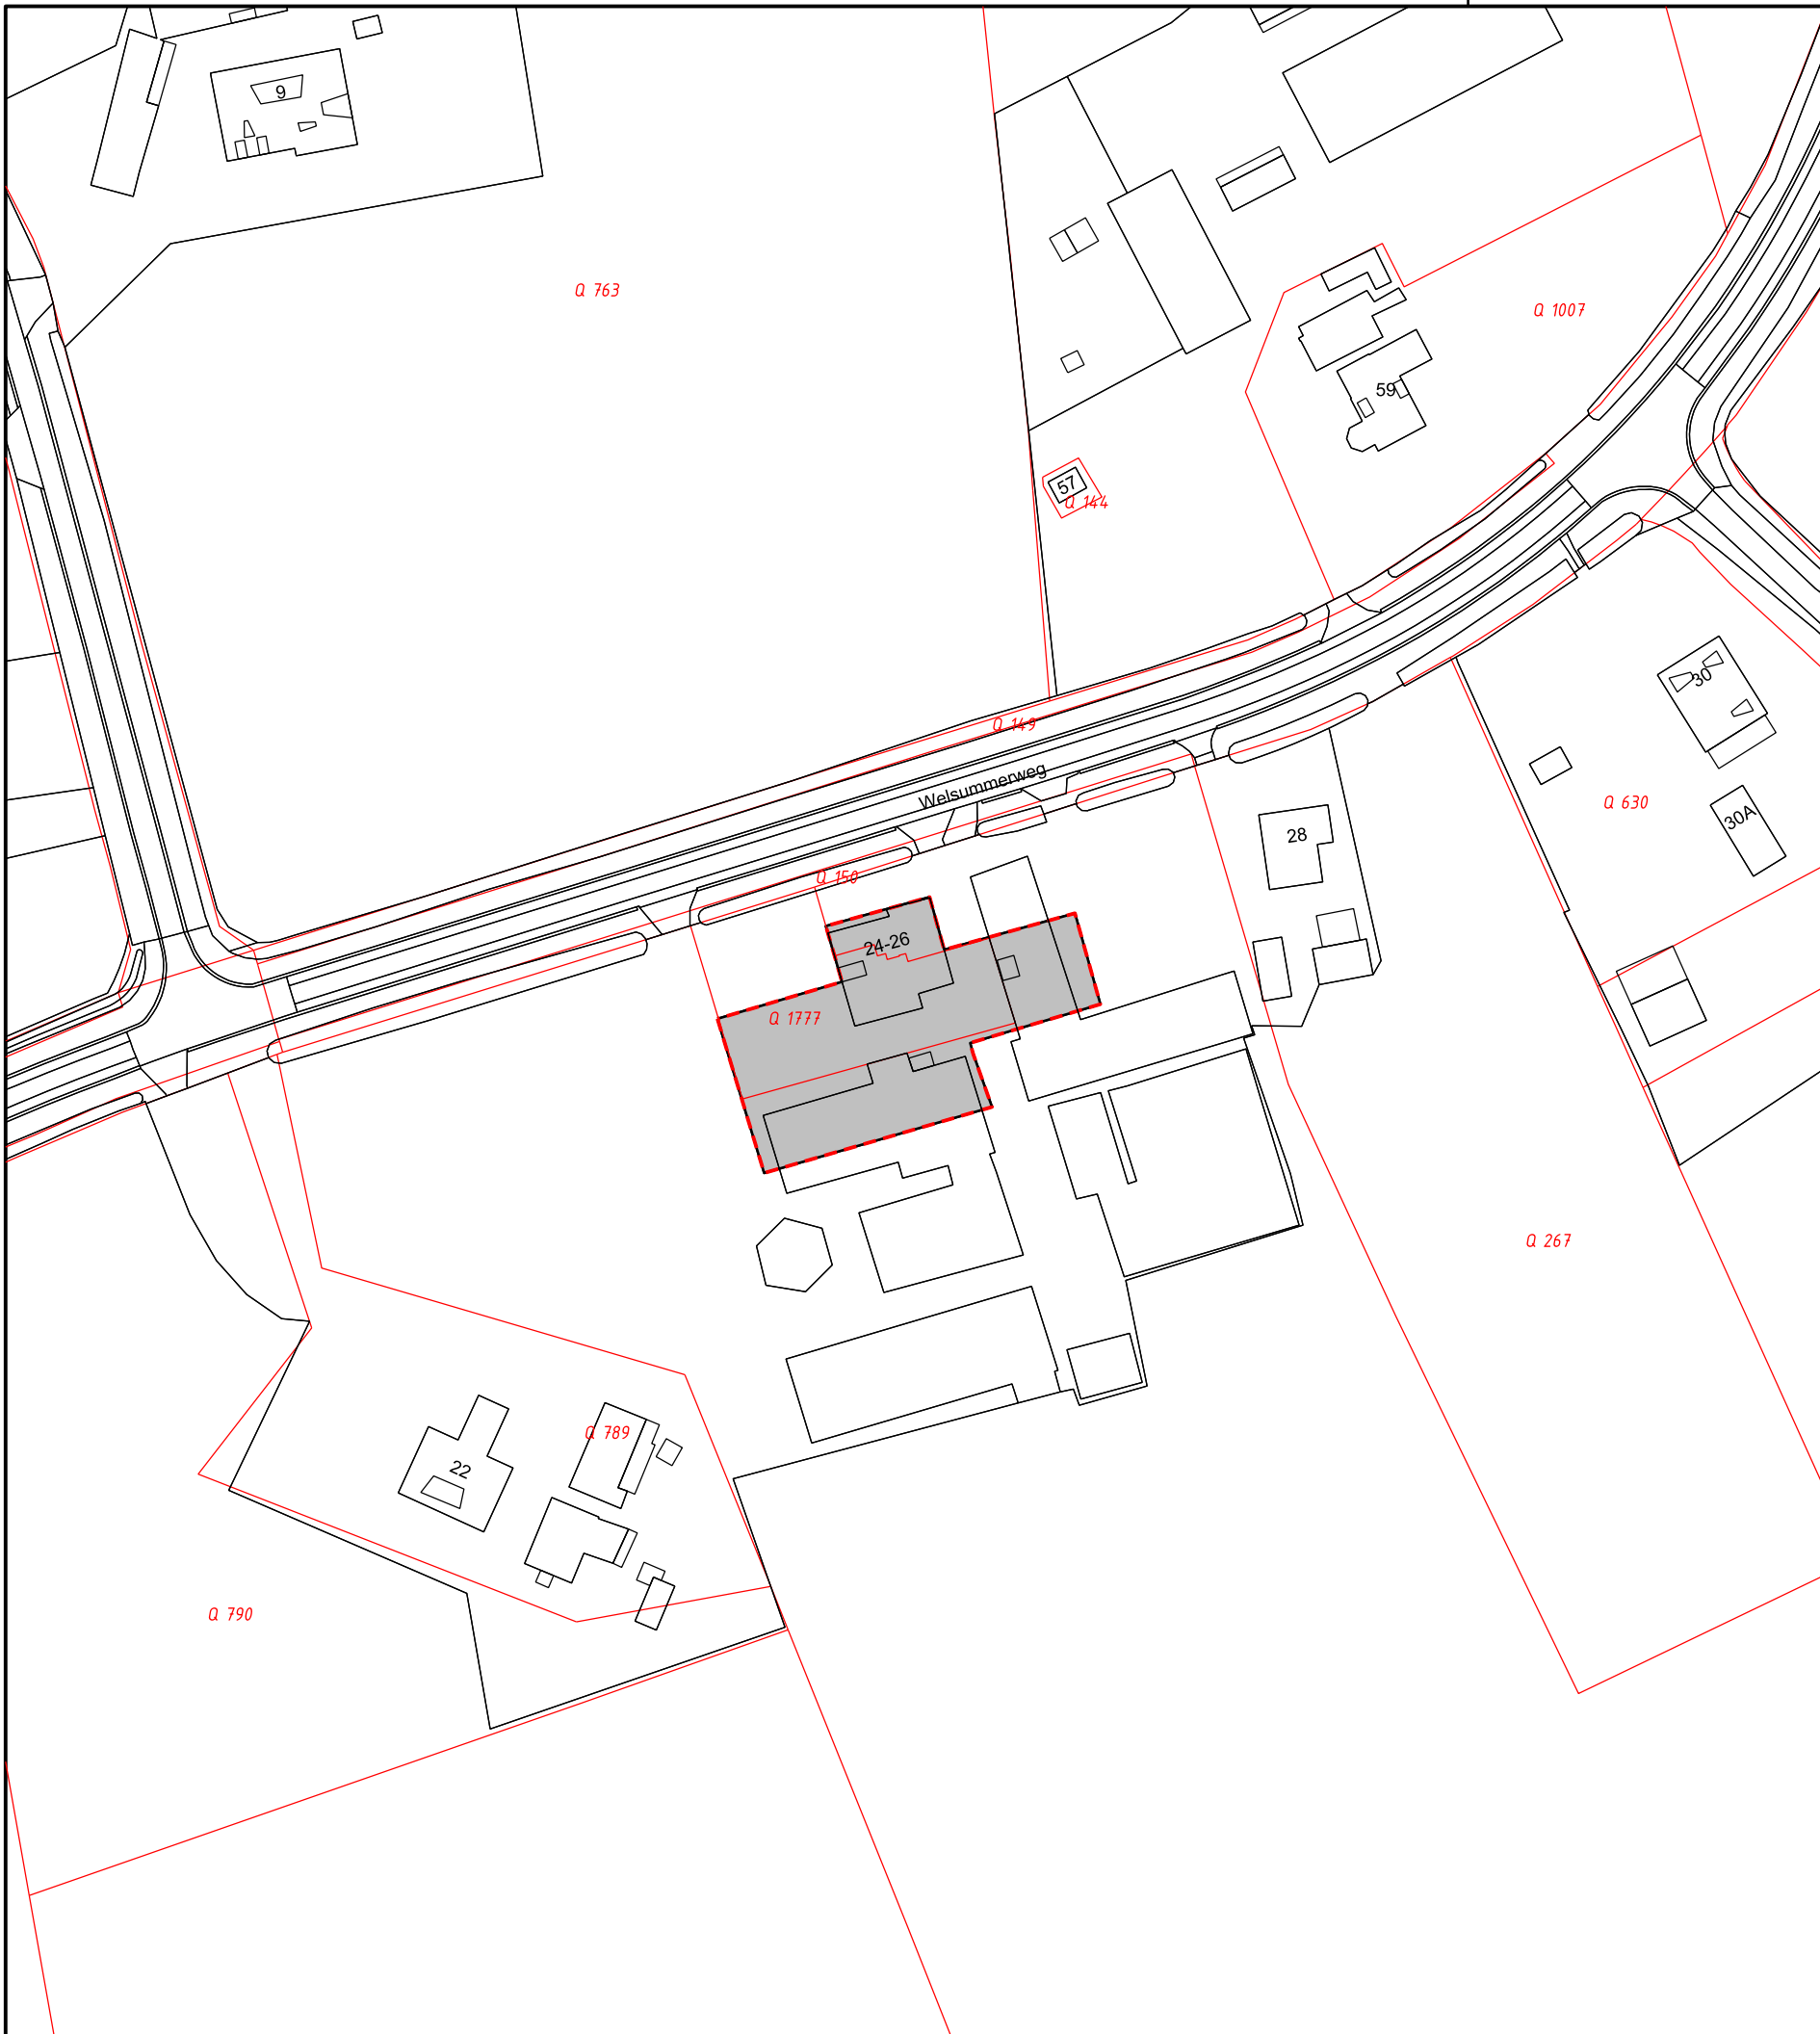 9
Q 763
Q 1007
59
57
Q 144
30
Q 149
Welsummerweg
Q 630
30A
28
Q 150
24-26
Q 1777
Q 267
Q 789
22
Q 790